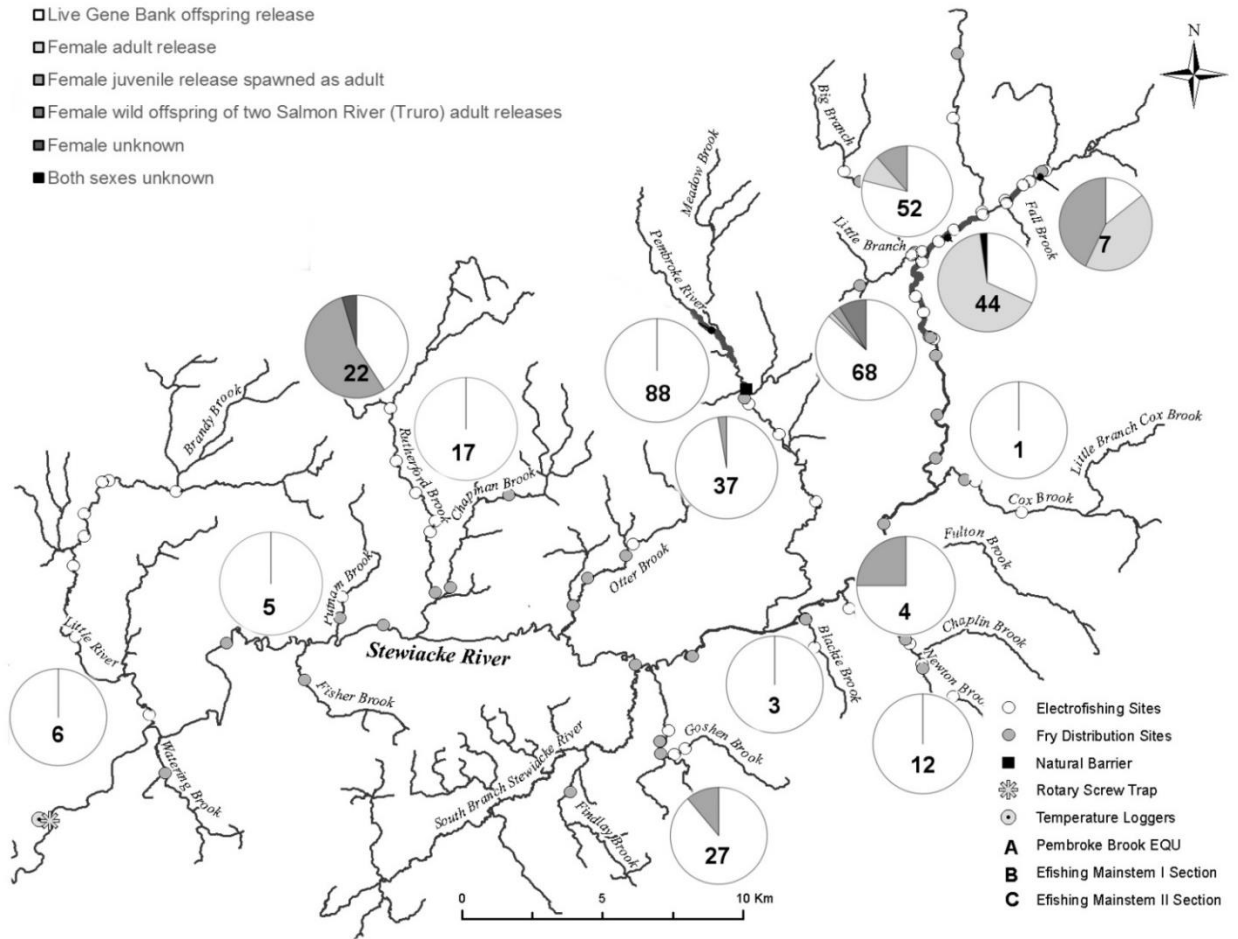 Live Gene Bank offspring release
Female adult release
Female juvenile release spawned as adult
Female wild offspring of two Salmon River (Truro) adult releases
Female unknown
Both sexes unknown
N
Big Branch
Meadow Brook
52
Fall Brook
7
Little Branch
Pembroke River
44
22
88
68
Brandy Brook
17
1
Little Branch Cox Brook
Rutherford Brook
Chapman Brook
37
Cox Brook
Fulton Brook
Otter Brook
5
Putnam Brook
4
Chaplin Brook
Little River
Stewiacke River
Blackie Brook
Newton Broo
3
Fisher Brook
6
Electrofishing Sites
Goshen Brook
Fry Distribution Sites
12
Watering Brook
South Branch Stewiacke River
Natural Barrier
Rotary Screw Trap
Findlay Brook
Temperature Loggers
27
A Pembroke Brook EQU
B Efishing Mainstem I Section
C Efishing Mainstem II Section
0 5 10 Km